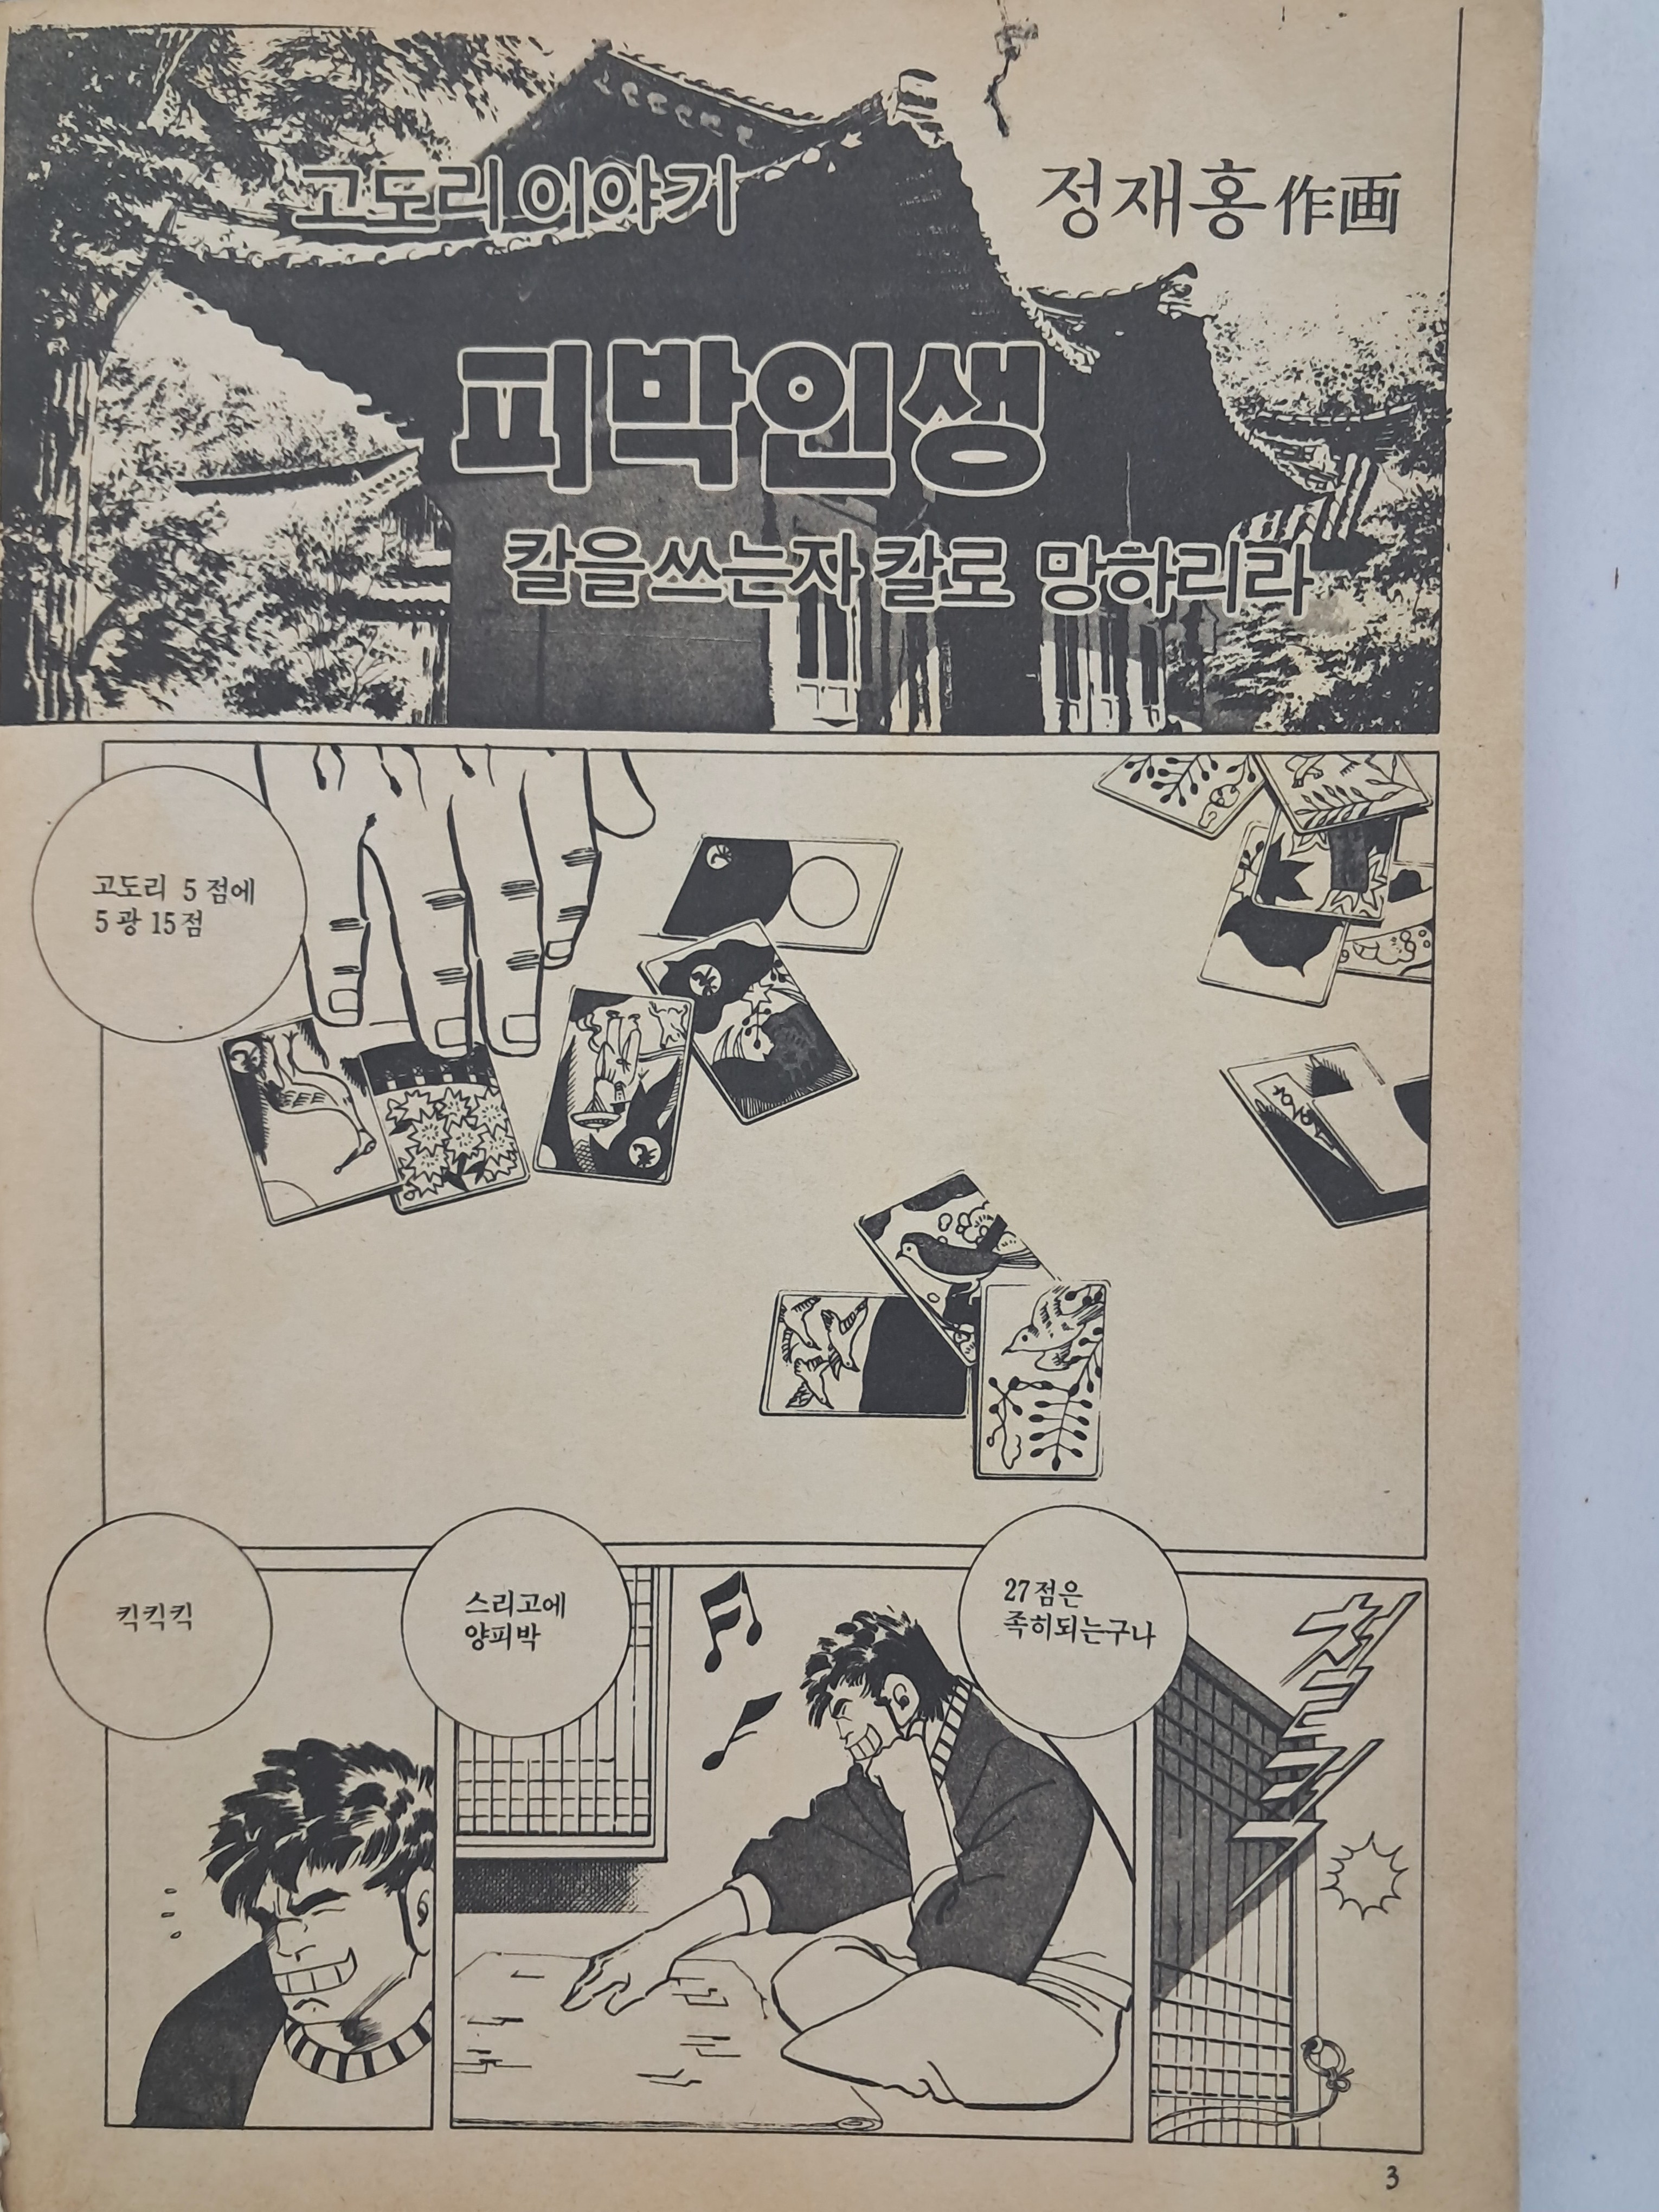 고도리 이야기
정재홍 作画
피박인생
칼을 쓰는자 칼로 망하리라
고도리 5점에
5광 15점
킥킥킥
스리고에
양피박
27점은
족히되는구나
철커
3